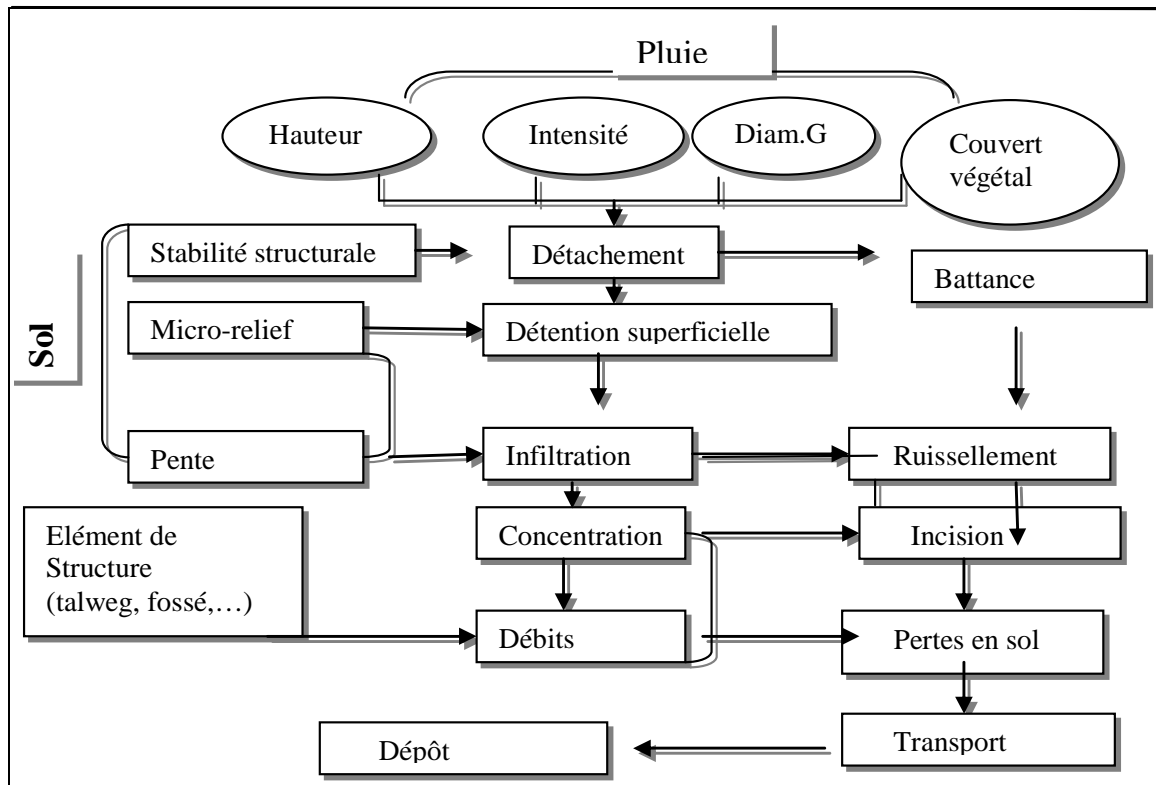 Pluie
Hauteur
Intensité
Diam.G
Couvert
végétal
Sol
Stabilité structurale
Détachement
Battance
Micro-relief
Détention superficielle
Pente
Infiltration
Ruissellement
Elément de
Structure
(talweg, fossé,…)
Concentration
Incision
Débits
Pertes en sol
Dépôt
Transport